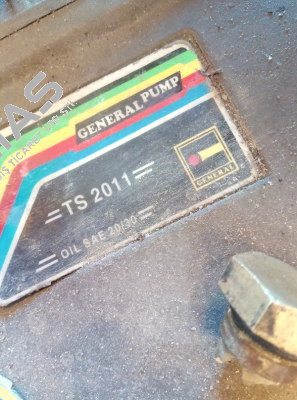 GENERAL PUMP
=TS 2011=
GENERAL
=OIL SAE 20/30=